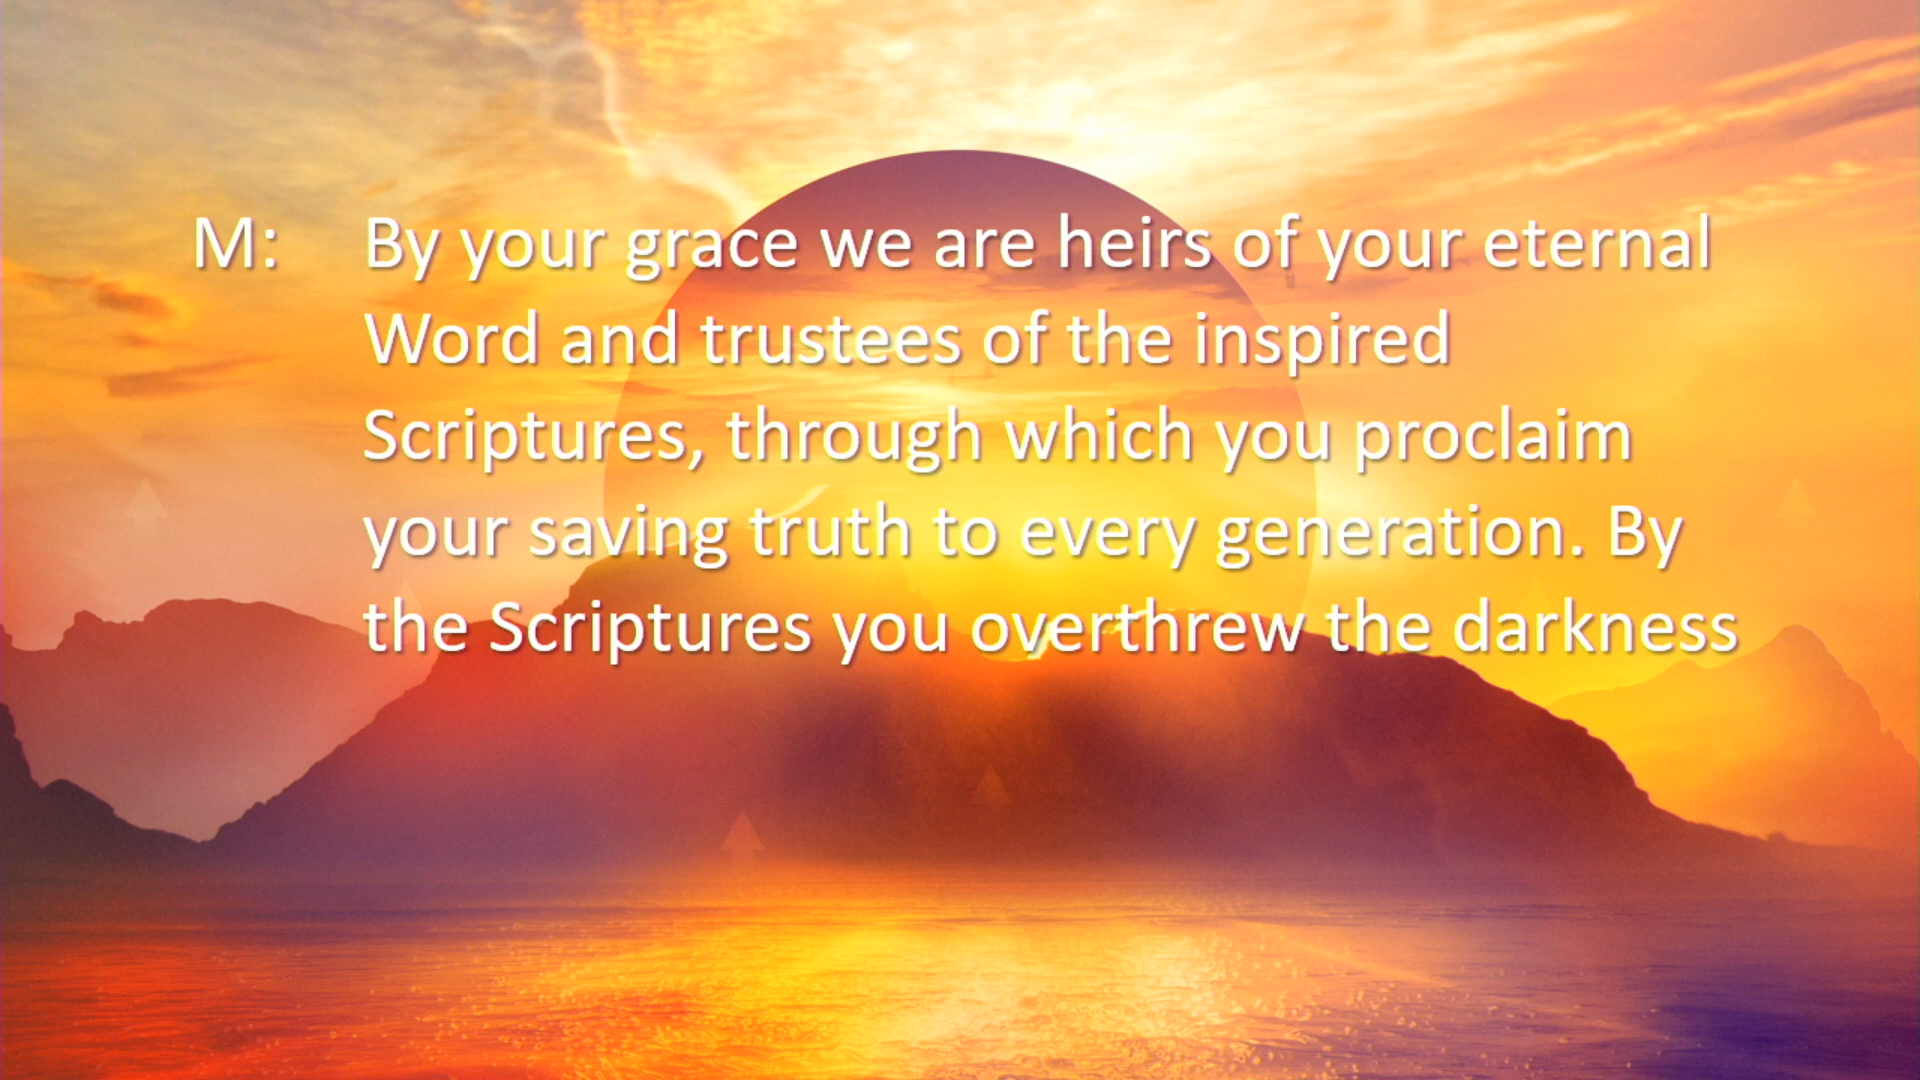 M: By your grace we are heirs of your eternal
Word and trustees of the inspired
Scriptures, through which you proclaim
your saving truth to every generation. By
the Scriptures you overthrew the darkness